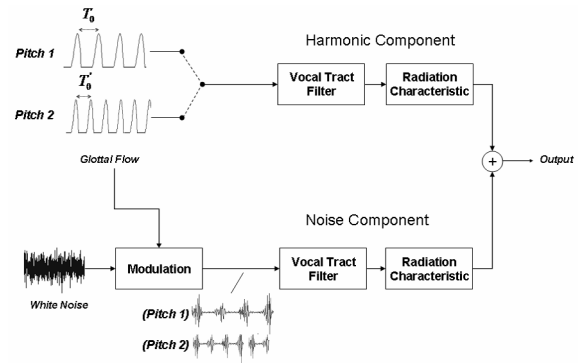 T₀
Harmonic Component
Pitch 1
Vocal Tract
Filter
Radiation
Characteristic
T₀*
Pitch 2
+
Output
Glottal Flow
Noise Component
Modulation
Vocal Tract
Filter
Radiation
Characteristic
White Noise
(Pitch 1)
(Pitch 2)